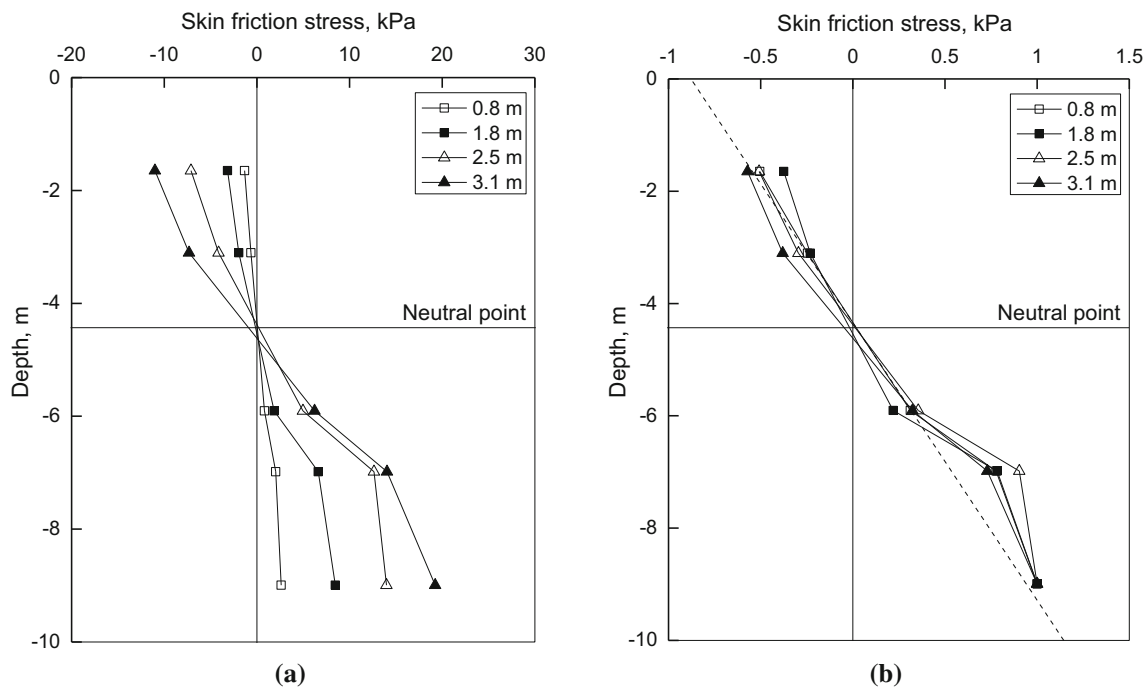 Skin friction stress, kPa
-20 -10 0 10 20 30
0
-2
-4
-6
-8
-10
Depth, m
0.8 m
1.8 m
2.5 m
3.1 m
Neutral point
(a)
Skin friction stress, kPa
-1 -0.5 0 0.5 1 1.5
0
-2
-4
-6
-8
-10
Depth, m
0.8 m
1.8 m
2.5 m
3.1 m
Neutral point
(b)